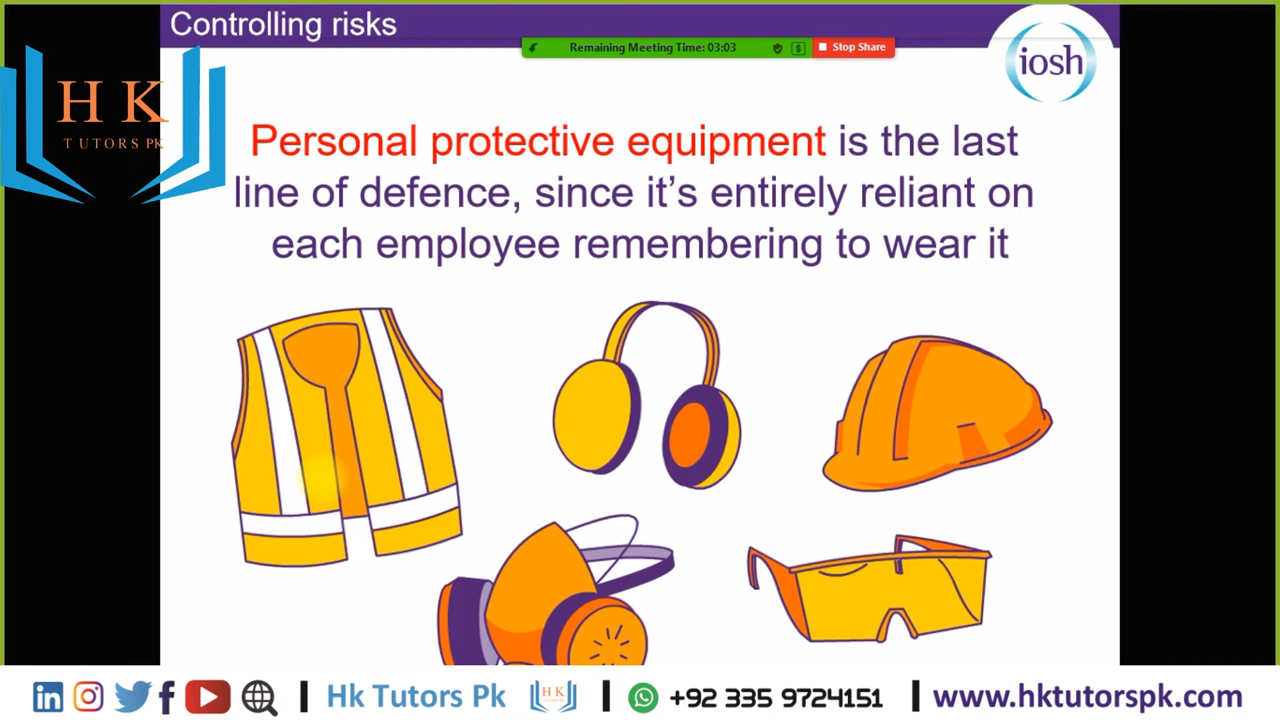 Controlling risks
Remaining Meeting Time: 03:03
Stop Share
iosh
H K
TUTORS PK
Personal protective equipment is the last
line of defence, since it's entirely reliant on
each employee remembering to wear it
Hk Tutors Pk
H K
+92 335 9724151
www.hktutorspk.com